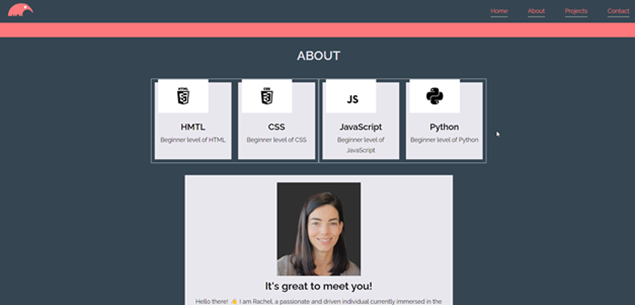 Home About Projects Contact
ABOUT
JS
HMTL CSS JavaScript Python
Beginner level of HTML Beginner level of CSS Beginner level of JavaScript Beginner level of Python
It's great to meet you!
Hello there! 👋 I am Rachel, a passionate and driven individual currently immersed in the